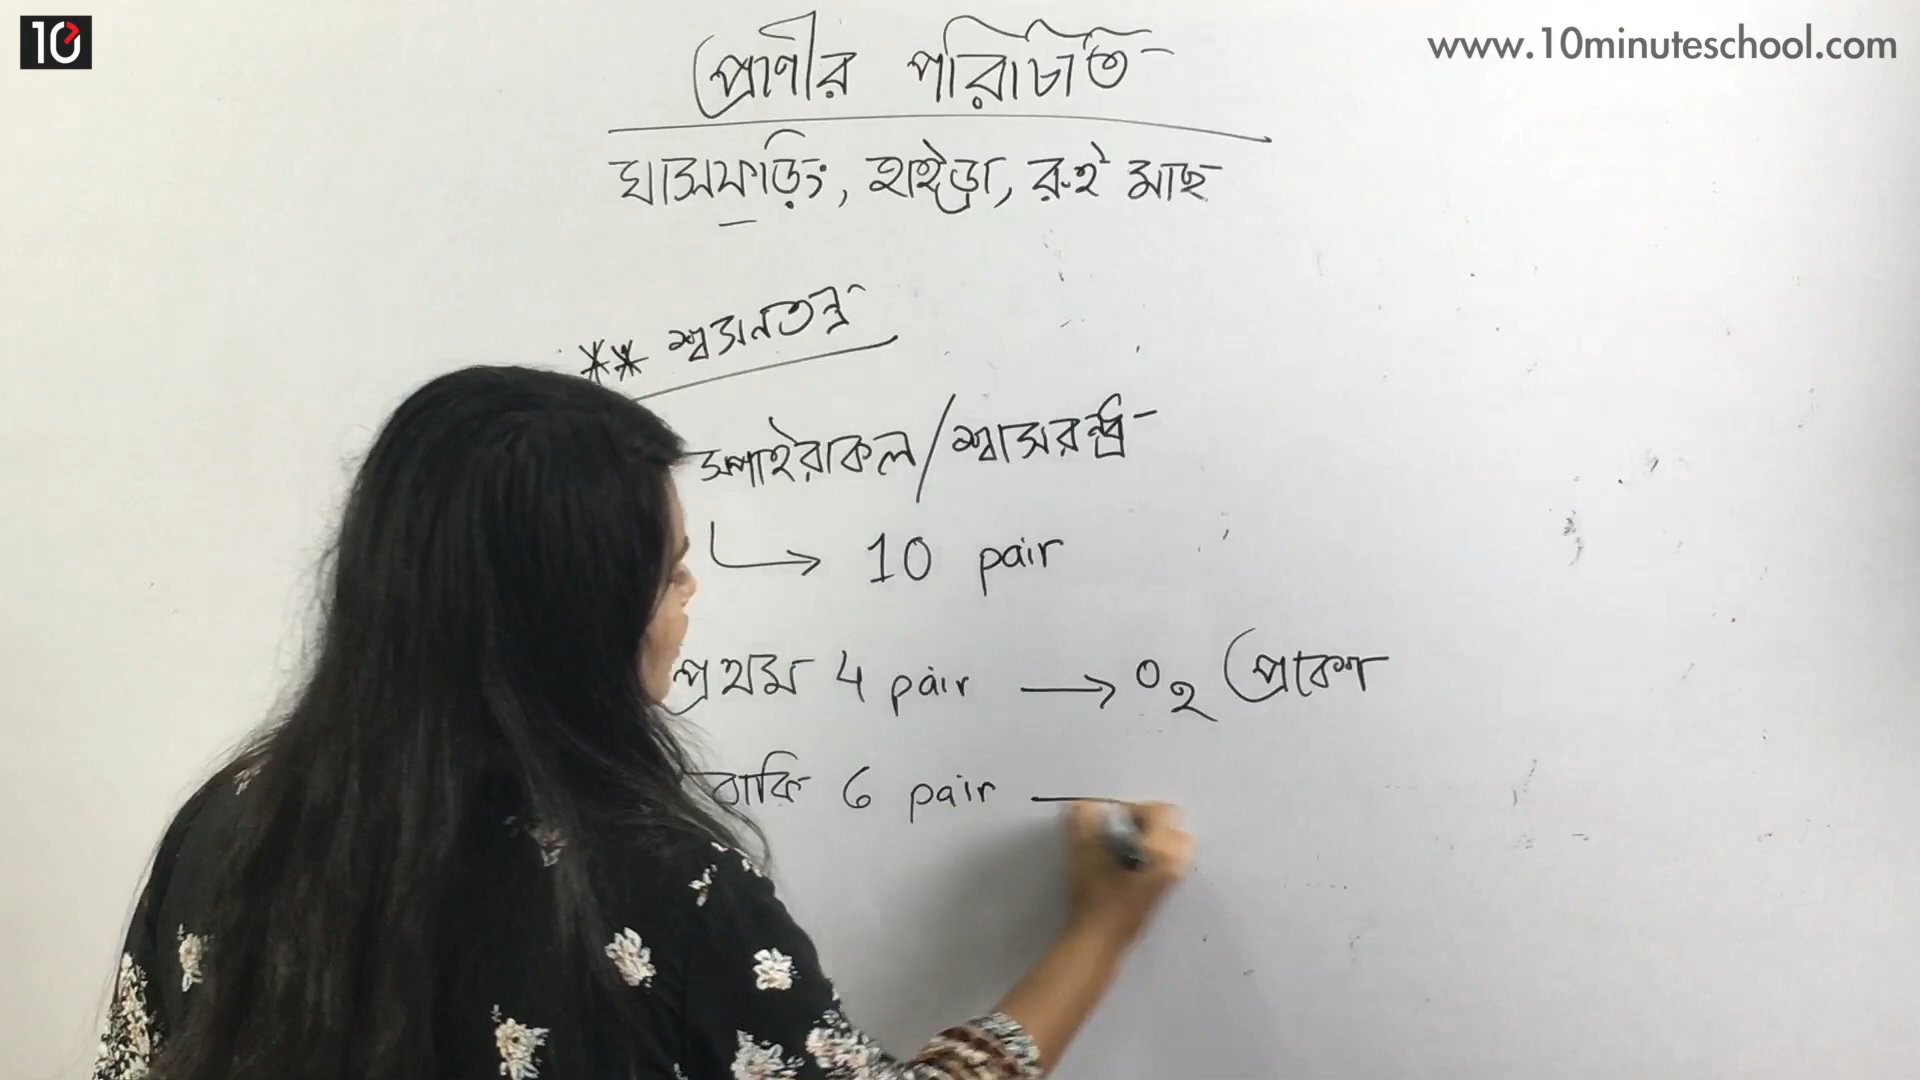 10
www.10minuteschool.com
প্রাণীর পরিচিতি
ঘাসফড়িং, হাইড্রা, রুই মাছ
** শ্বসনতন্ত্র
স্পাইরাকল/শ্বাসরন্ধ্র
10 pair
প্রথম 4 pair → O₂ প্রবেশ
বাকি 6 pair